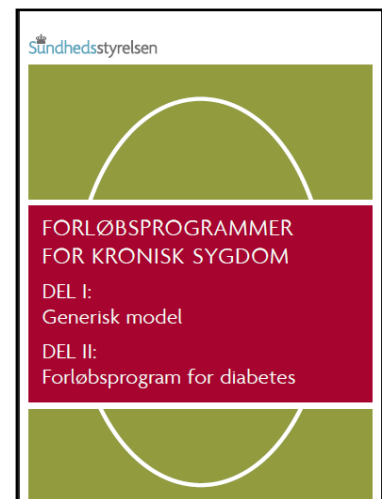 Sundhedsstyrelsen
FORLØBSPROGRAMMER
FOR KRONISK SYGDOM
DEL I:
Generisk model
DEL II:
Forløbsprogram for diabetes